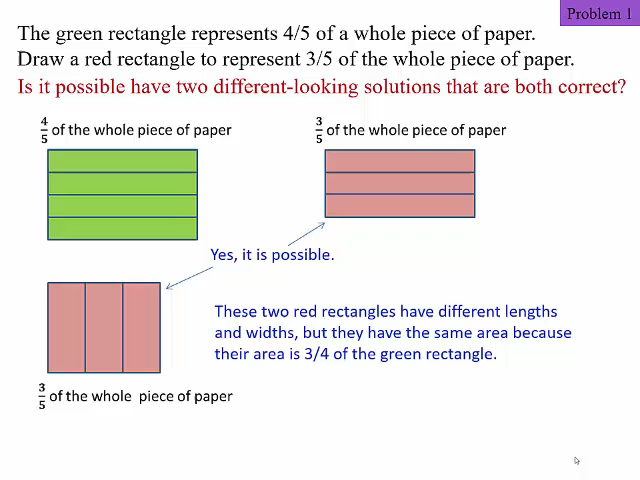 Problem 1
The green rectangle represents 4/5 of a whole piece of paper.
Draw a red rectangle to represent 3/5 of the whole piece of paper.
Is it possible have two different-looking solutions that are both correct?
4/5 of the whole piece of paper
3/5 of the whole piece of paper
Yes, it is possible.
These two red rectangles have different lengths
and widths, but they have the same area because
their area is 3/4 of the green rectangle.
3/5 of the whole  piece of paper